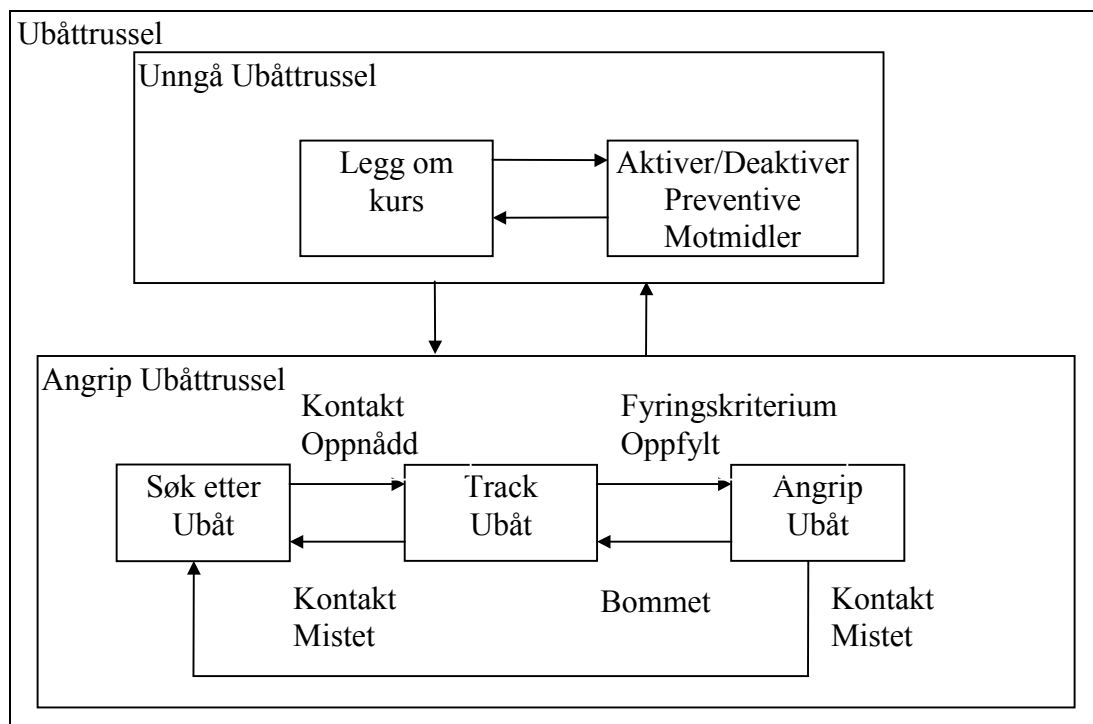 Ubåttrussel
Unngå Ubåttrussel
Legg om
kurs
Aktiver/Deaktiver
Preventive
Motmidler
Angrip Ubåttrussel
Kontakt
Oppnådd
Fyringskriterium
Oppfylt
Søk etter
Ubåt
Track
Ubåt
Angrip
Ubåt
Kontakt
Mistet
Bommet
Kontakt
Mistet